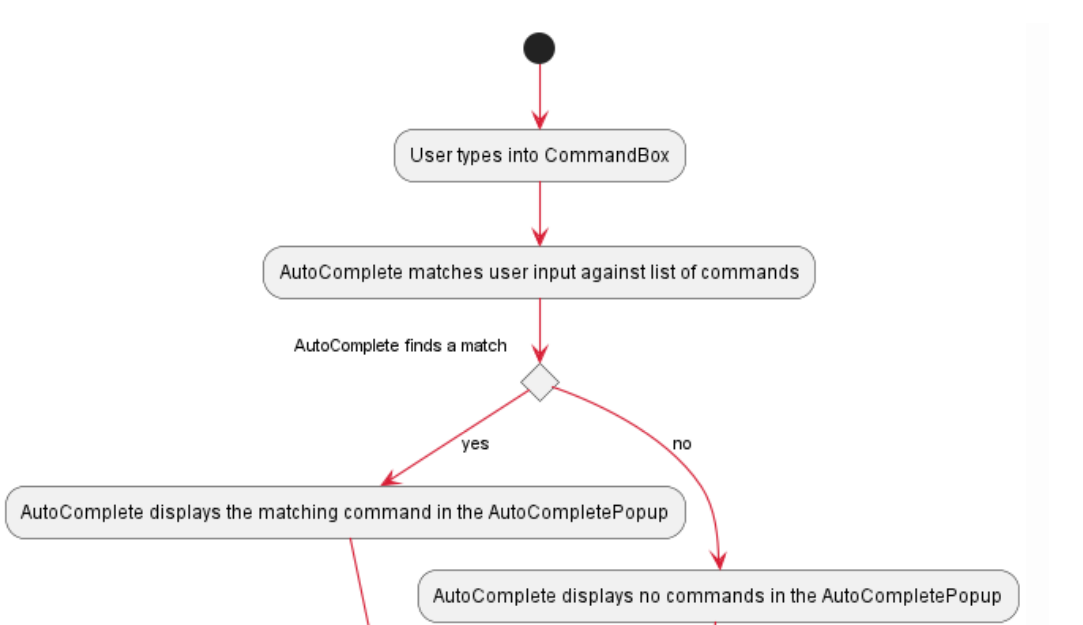 User types into CommandBox
AutoComplete matches user input against list of commands
AutoComplete finds a match
yes
no
AutoComplete displays the matching command in the AutoCompletePopup
AutoComplete displays no commands in the AutoCompletePopup